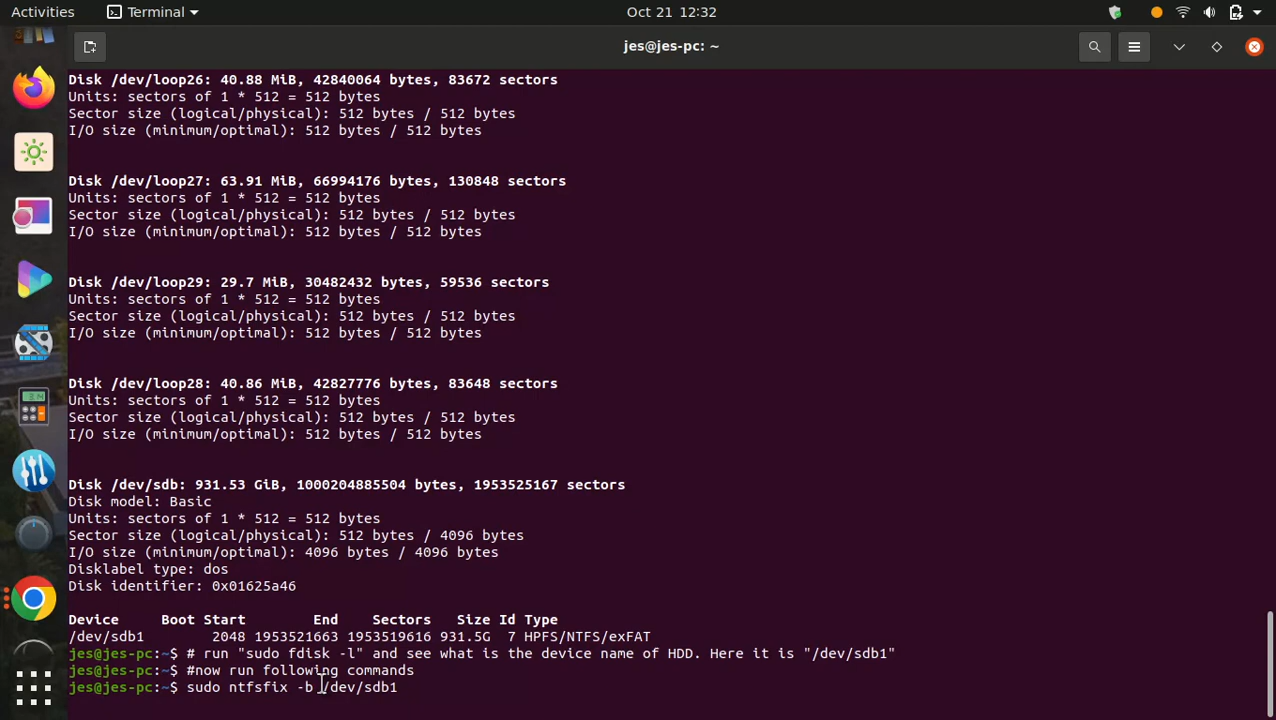 Activities
Terminal
Oct 21 12:32
jes@jes-pc: ~
Disk /dev/loop26: 40.88 MiB, 42840064 bytes, 83672 sectors
Units: sectors of 1 * 512 = 512 bytes
Sector size (logical/physical): 512 bytes / 512 bytes
I/O size (minimum/optimal): 512 bytes / 512 bytes
Disk /dev/loop27: 63.91 MiB, 66994176 bytes, 130848 sectors
Units: sectors of 1 * 512 = 512 bytes
Sector size (logical/physical): 512 bytes / 512 bytes
I/O size (minimum/optimal): 512 bytes / 512 bytes
Disk /dev/loop29: 29.7 MiB, 30482432 bytes, 59536 sectors
Units: sectors of 1 * 512 = 512 bytes
Sector size (logical/physical): 512 bytes / 512 bytes
I/O size (minimum/optimal): 512 bytes / 512 bytes
Disk /dev/loop28: 40.86 MiB, 42827776 bytes, 83648 sectors
Units: sectors of 1 * 512 = 512 bytes
Sector size (logical/physical): 512 bytes / 512 bytes
I/O size (minimum/optimal): 512 bytes / 512 bytes
Disk /dev/sdb: 931.53 GiB, 1000204885504 bytes, 1953525167 sectors
Disk model: Basic
Units: sectors of 1 * 512 = 512 bytes
Sector size (logical/physical): 512 bytes / 4096 bytes
I/O size (minimum/optimal): 4096 bytes / 4096 bytes
Disklabel type: dos
Disk identifier: 0x01625a46
Device     Boot Start        End    Sectors   Size Id Type
/dev/sdb1        2048 1953521663 1953519616 931.5G  7 HPFS/NTFS/exFAT
jes@jes-pc:~$ # run "sudo fdisk -l" and see what is the device name of HDD. Here it is "/dev/sdb1"
jes@jes-pc:~$ #now run following commands
jes@jes-pc:~$ sudo ntfsfix -b /dev/sdb1